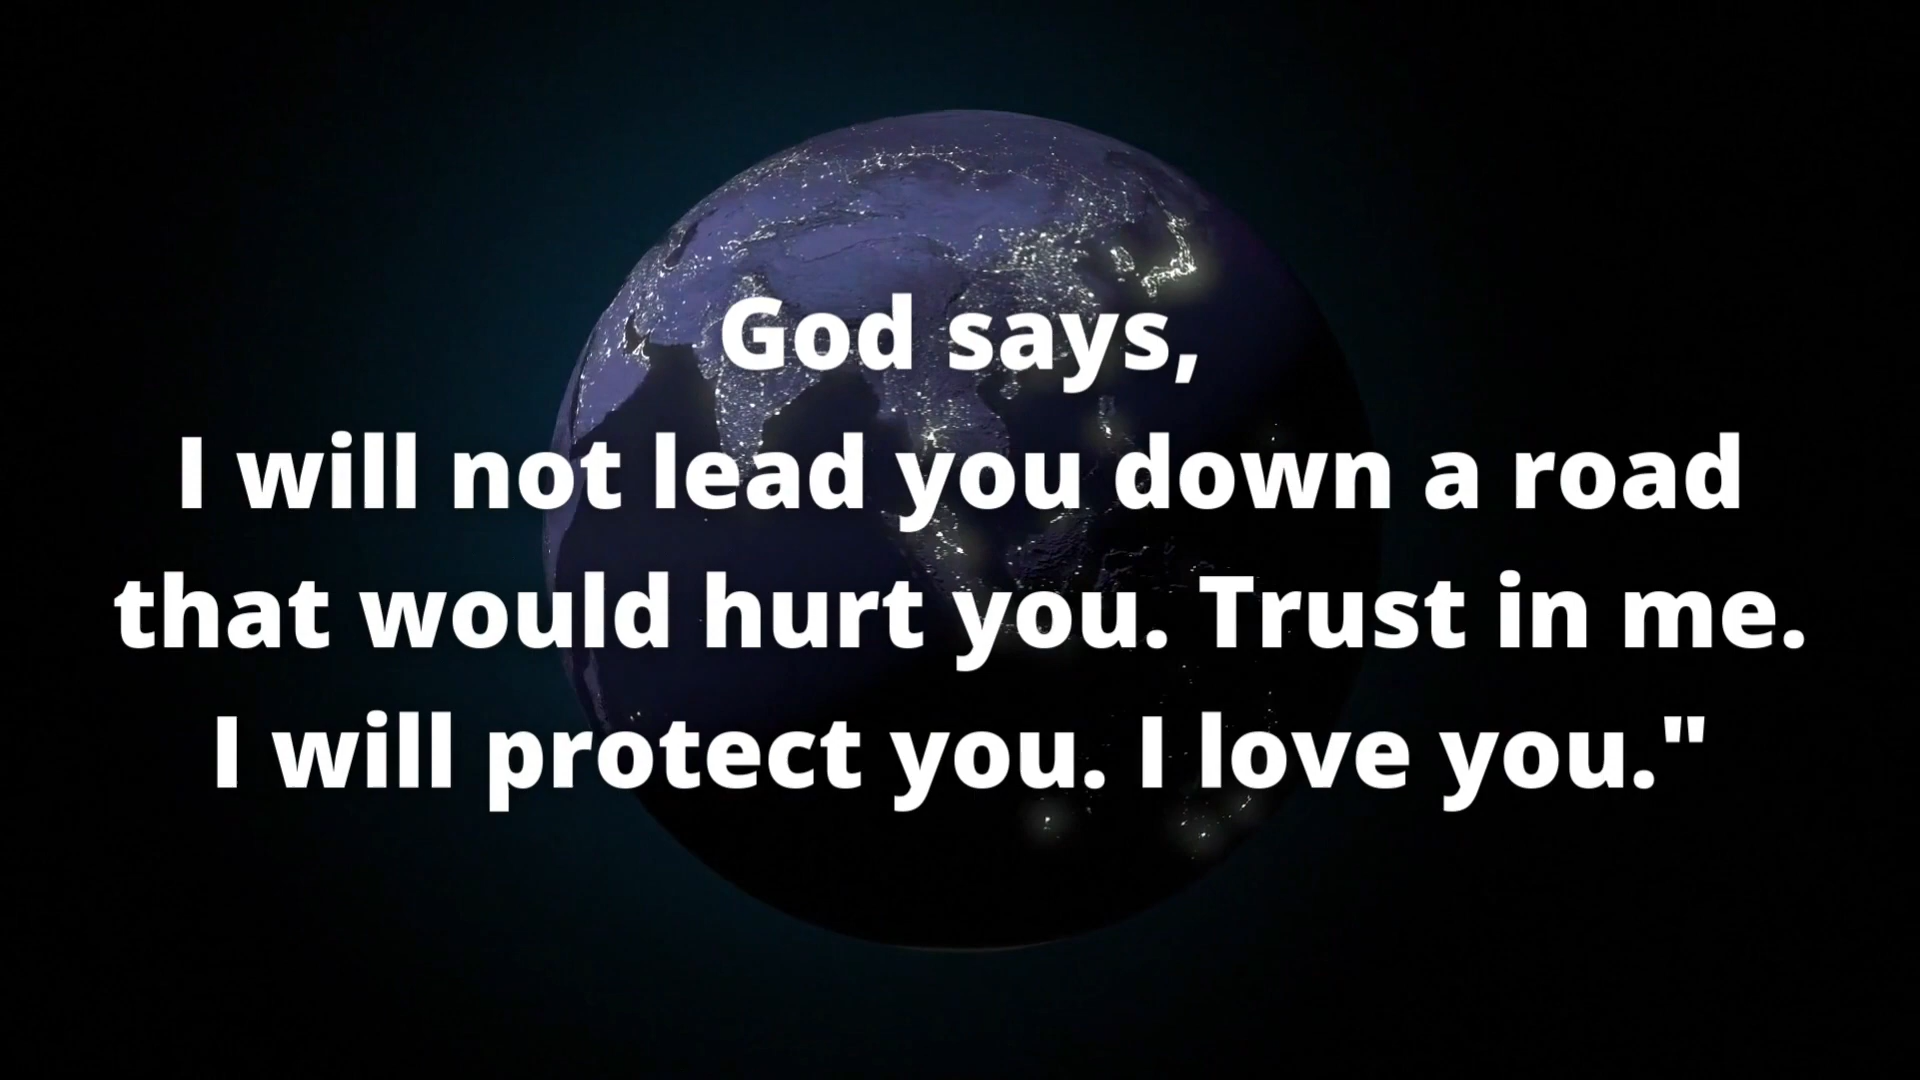 God says,
I will not lead you down a road
that would hurt you. Trust in me.
I will protect you. I love you."